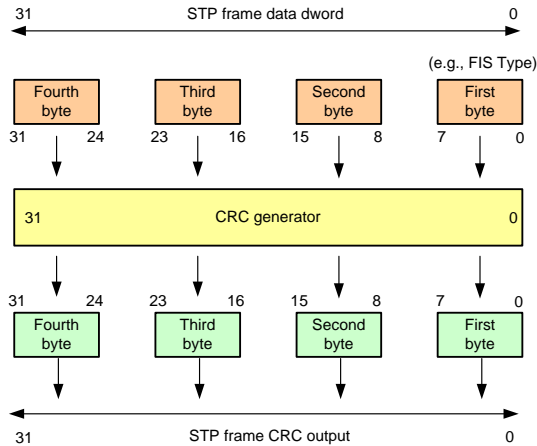 31 STP frame data dword 0
(e.g., FIS Type)
Fourth byte Third byte Second byte First byte
31 24 23 16 15 8 7 0
31 CRC generator 0
31 24 23 16 15 8 7 0
Fourth byte Third byte Second byte First byte
31 STP frame CRC output 0